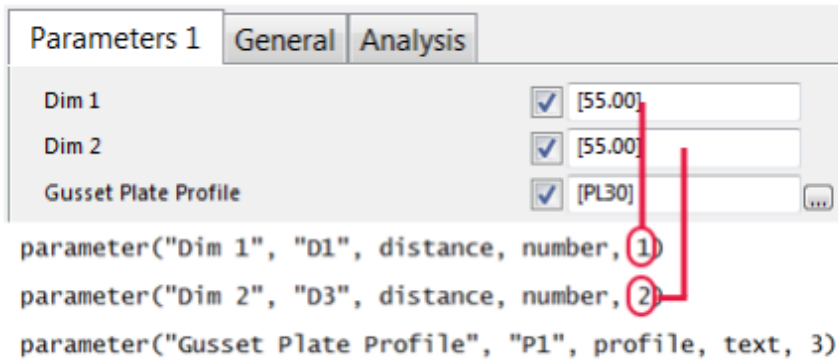 Parameters 1 General Analysis
Dim 1 [55.00]
Dim 2 [55.00]
Gusset Plate Profile [PL30] ...
parameter("Dim 1", "D1", distance, number, 1)
parameter("Dim 2", "D3", distance, number, 2)
parameter("Gusset Plate Profile", "P1", profile, text, 3)